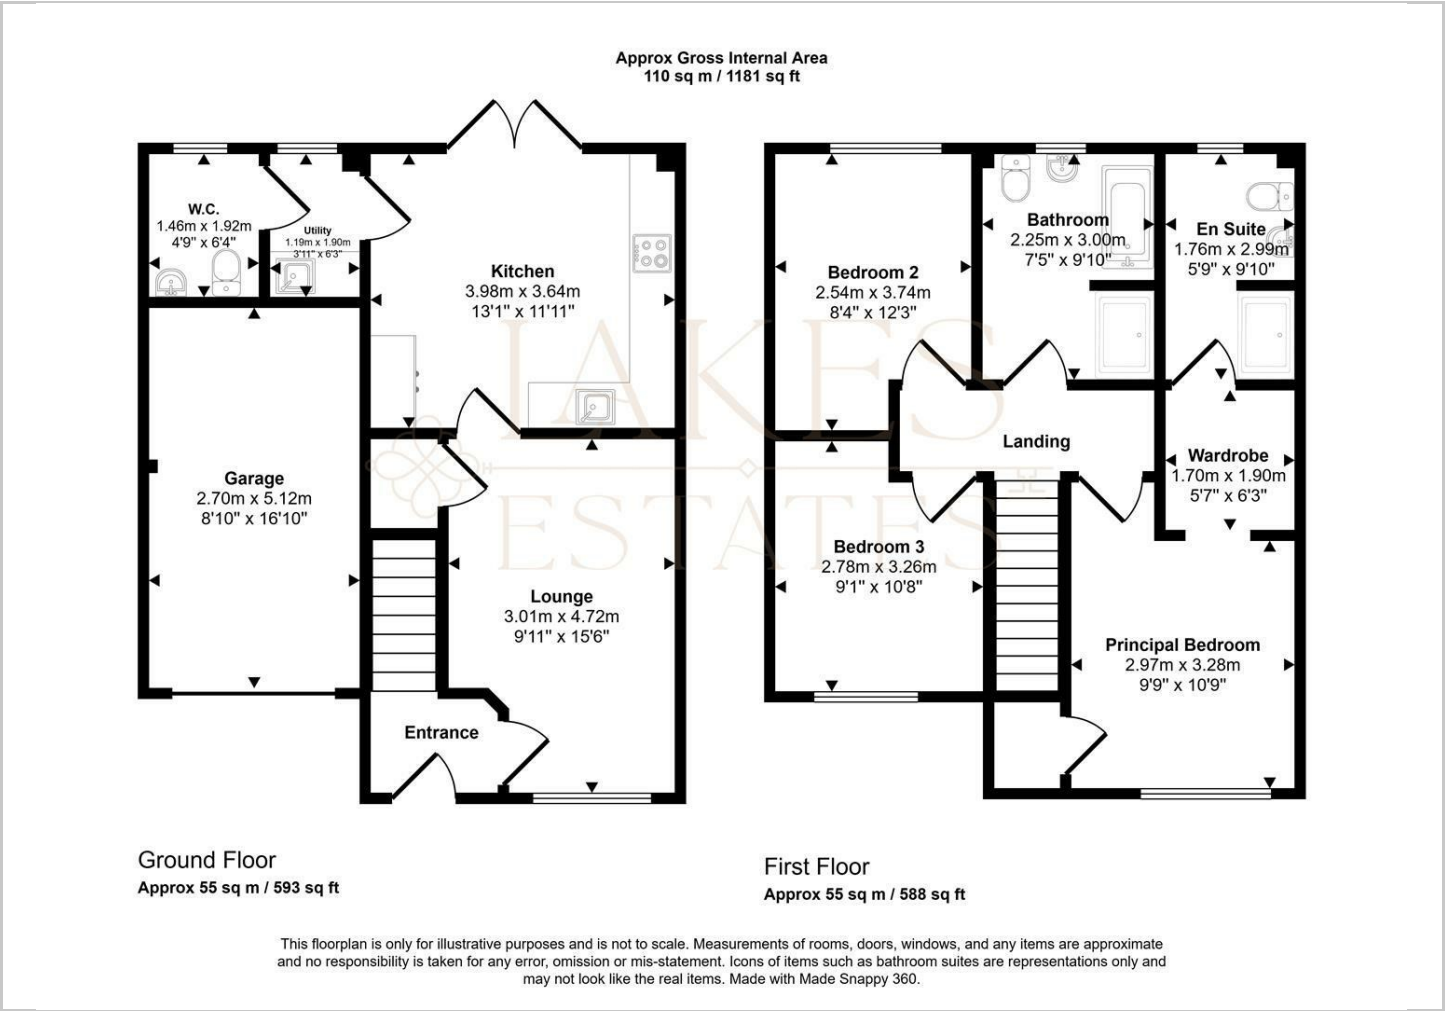 Approx Gross Internal Area
110 sq m / 1181 sq ft
W.C.
1.46m x 1.92m
4'9" x 6'4"
Utility
1.19m x 1.90m
3'11" x 6'3"
Kitchen
3.98m x 3.64m
13'1" x 11'11"
Garage
2.70m x 5.12m
8'10" x 16'10"
Lounge
3.01m x 4.72m
9'11" x 15'6"
Entrance
Bedroom 2
2.54m x 3.74m
8'4" x 12'3"
Bathroom
2.25m x 3.00m
7'5" x 9'10"
En Suite
1.76m x 2.99m
5'9" x 9'10"
Landing
Wardrobe
1.70m x 1.90m
5'7" x 6'3"
Bedroom 3
2.78m x 3.26m
9'1" x 10'8"
Principal Bedroom
2.97m x 3.28m
9'9" x 10'9"
LAKES
ESTATES
Ground Floor
Approx 55 sq m / 593 sq ft
First Floor
Approx 55 sq m / 588 sq ft
This floorplan is only for illustrative purposes and is not to scale. Measurements of rooms, doors, windows, and any items are approximate
and no responsibility is taken for any error, omission or mis-statement. Icons of items such as bathroom suites are representations only and
may not look like the real items. Made with Made Snappy 360.